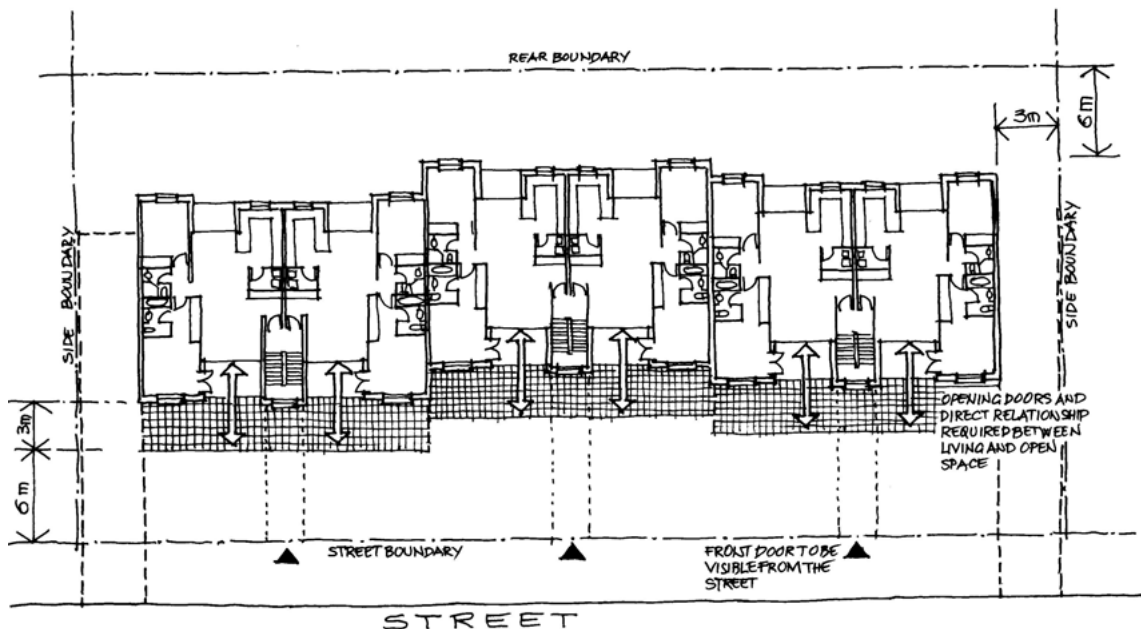 REAR BOUNDARY
3m
6m
SIDE BOUNDARY
SIDE BOUNDARY
OPENING DOORS AND
DIRECT RELATIONSHIP
REQUIRED BETWEEN
LIVING AND OPEN
SPACE
3m
6m
STREET BOUNDARY
FRONT DOOR TO BE
VISIBLE FROM THE
STREET
STREET